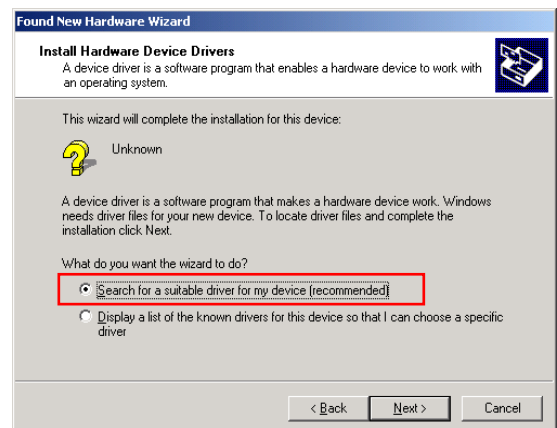 Found New Hardware Wizard
Install Hardware Device Drivers
A device driver is a software program that enables a hardware device to work with
an operating system.
This wizard will complete the installation for this device:
Unknown
A device driver is a software program that makes a hardware device work. Windows
needs driver files for your new device. To locate driver files and complete the
installation click Next.
What do you want the wizard to do?
Search for a suitable driver for my device (recommended)
Display a list of the known drivers for this device so that I can choose a specific
driver
< Back Next > Cancel